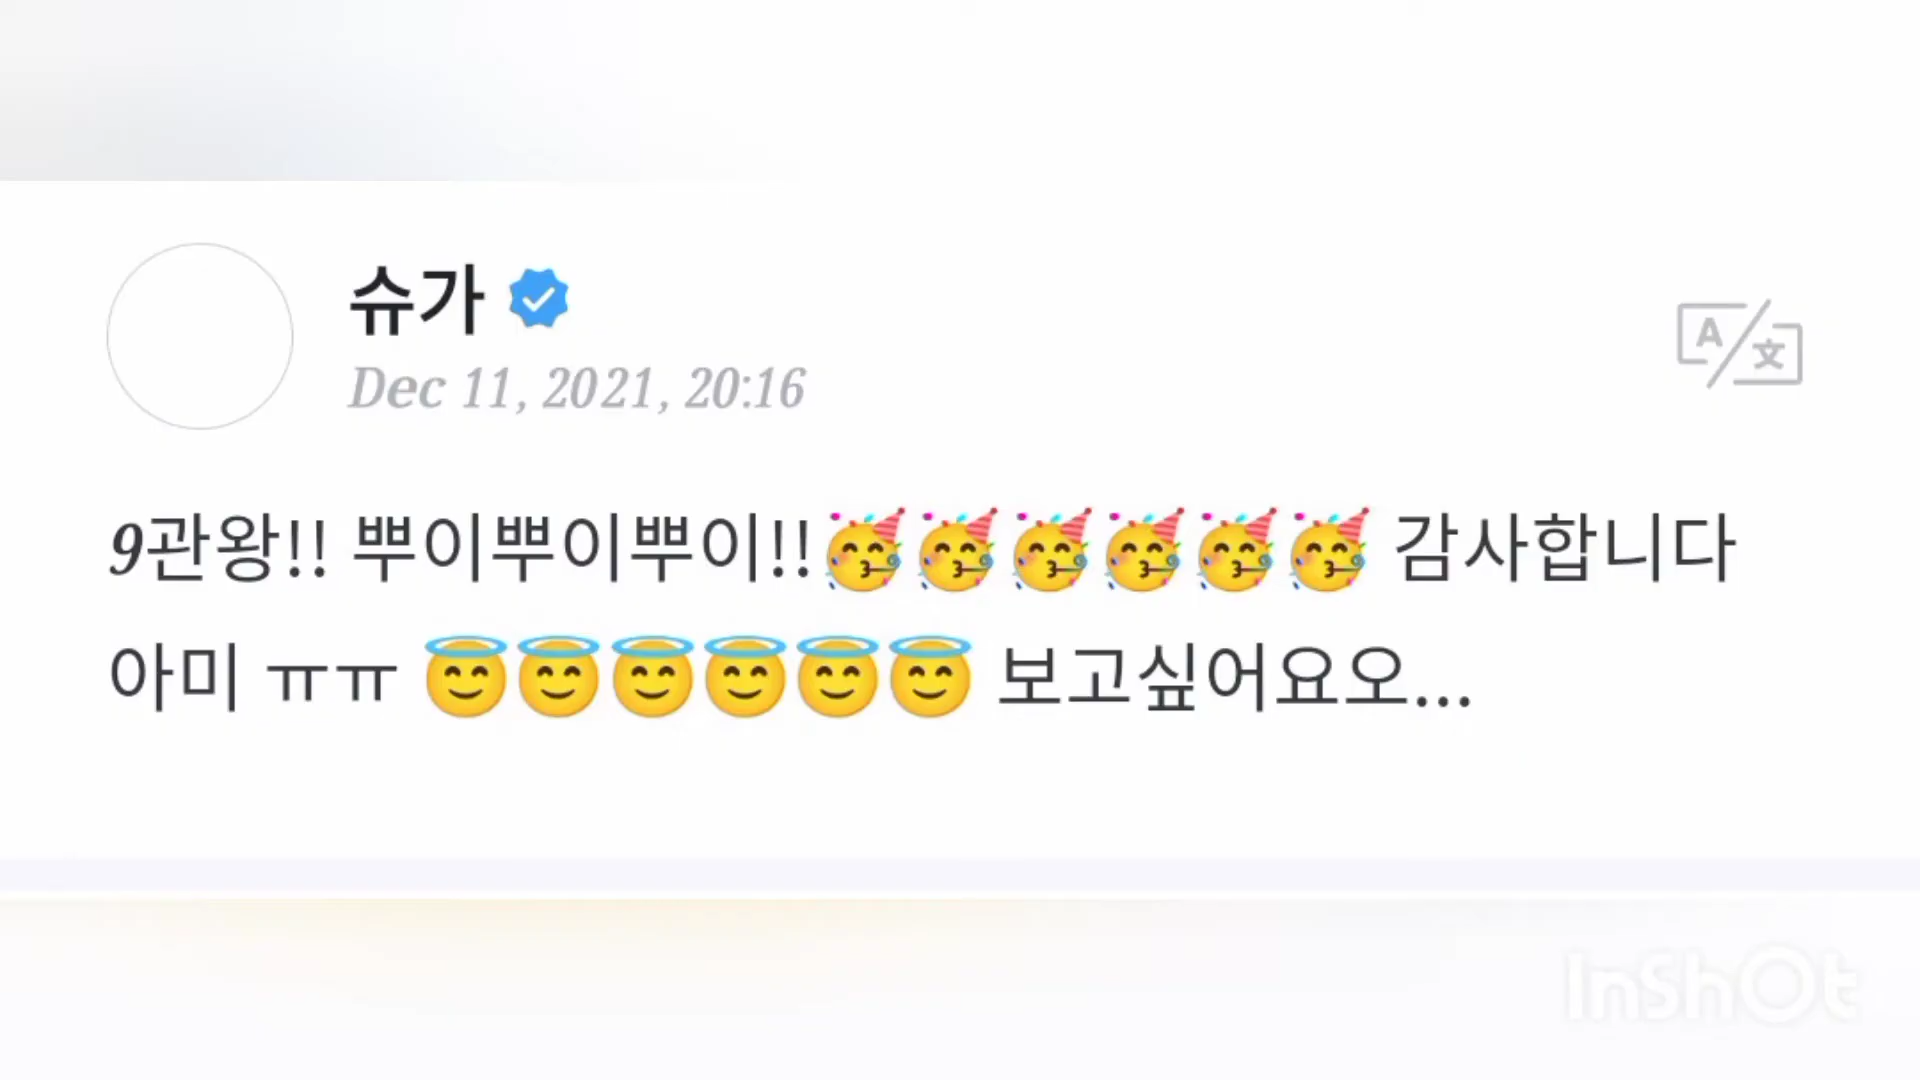 슈가
Dec 11, 2021, 20:16
A/文
9관왕!! 뿌이뿌이뿌이!!🥳🥳🥳🥳🥳🥳 감사합니다
아미 ㅠㅠ 😇😇😇😇😇😇 보고싶어요오...
InShOt